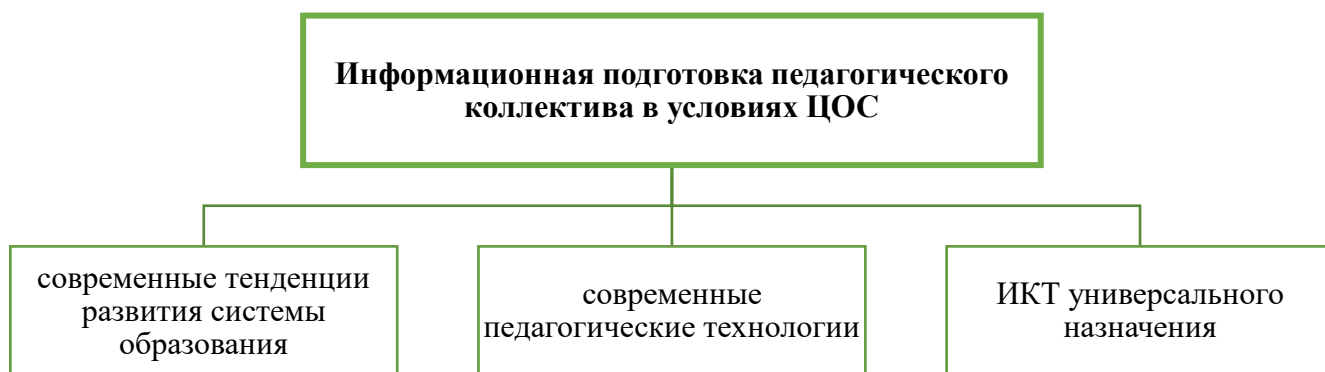 Информационная подготовка педагогического
коллектива в условиях ЦОС
современные тенденции
развития системы
образования
современные
педагогические технологии
ИКТ универсального
назначения